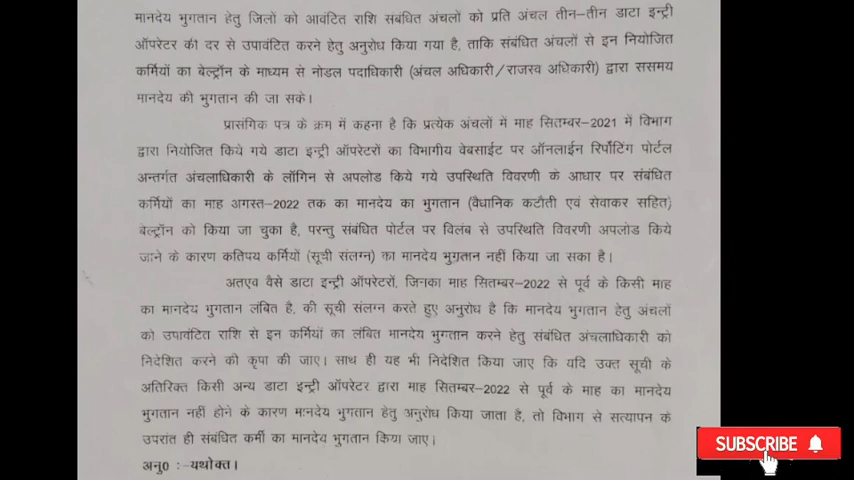 मानदेय भुगतान हेतु जिलों को आवंटित राशि संबंधित अंचलों को प्रति अंचल तीन-तीन डाटा इन्ट्री
ऑपरेटर की दर से उपावंटित करने हेतु अनुरोध किया गया है, ताकि संबंधित अंचलों से इन नियोजित
कर्मियों का बेल्ट्रॉन के माध्यम से नोडल पदाधिकारी (अंचल अधिकारी/राजस्व अधिकारी) द्वारा ससमय
मानदेय की भुगतान की जा सके।
प्रासंगिक पत्र के क्रम में कहना है कि प्रत्येक अंचलों में माह सितम्बर-2021 में विभाग
द्वारा नियोजित किये गये डाटा इन्ट्री ऑपरेटरों का विभागीय वेबसाईट पर ऑनलाईन रिर्पोटिंग पोर्टल
अन्तर्गत अंचलाधिकारी के लॉगिन से अपलोड किये गये उपस्थिति विवरणी के आधार पर संबंधित
कर्मियों का माह अगस्त-2022 तक का मानदेय का भुगतान (वैधानिक कटौती एवं सेवाकर सहित)
बेल्ट्रॉन को किया जा चुका है, परन्तु संबंधित पोर्टल पर विलंब से उपस्थिति विवरणी अपलोड किये
जाने के कारण कतिपय कर्मियों (सूची संलग्न) का मानदेय भुगतान नहीं किया जा सका है।
अतएव वैसे डाटा इन्ट्री ऑपरेटरों, जिनका माह सितम्बर-2022 से पूर्व के किसी माह
का मानदेय भुगतान लंबित है, की सूची संलग्न करते हुए अनुरोध है कि मानदेय भुगतान हेतु अंचलों
को उपावंटित राशि से इन कर्मियों का लंबित मानदेय भुगतान करने हेतु संबंधित अंचलाधिकारी को
निदेशित करने की कृपा की जाए। साथ ही यह भी निदेशित किया जाए कि यदि उक्त सूची के
अतिरिक्त किसी अन्य डाटा इन्ट्री ऑपरेटर द्वारा माह सितम्बर-2022 से पूर्व के माह का मानदेय
भुगतान नहीं होने के कारण मानदेय भुगतान हेतु अनुरोध किया जाता है, तो विभाग से सत्यापन के
उपरांत ही संबंधित कर्मी का मानदेय भुगतान किया जाए।
अनु0 :-यथोक्त।
SUBSCRIBE